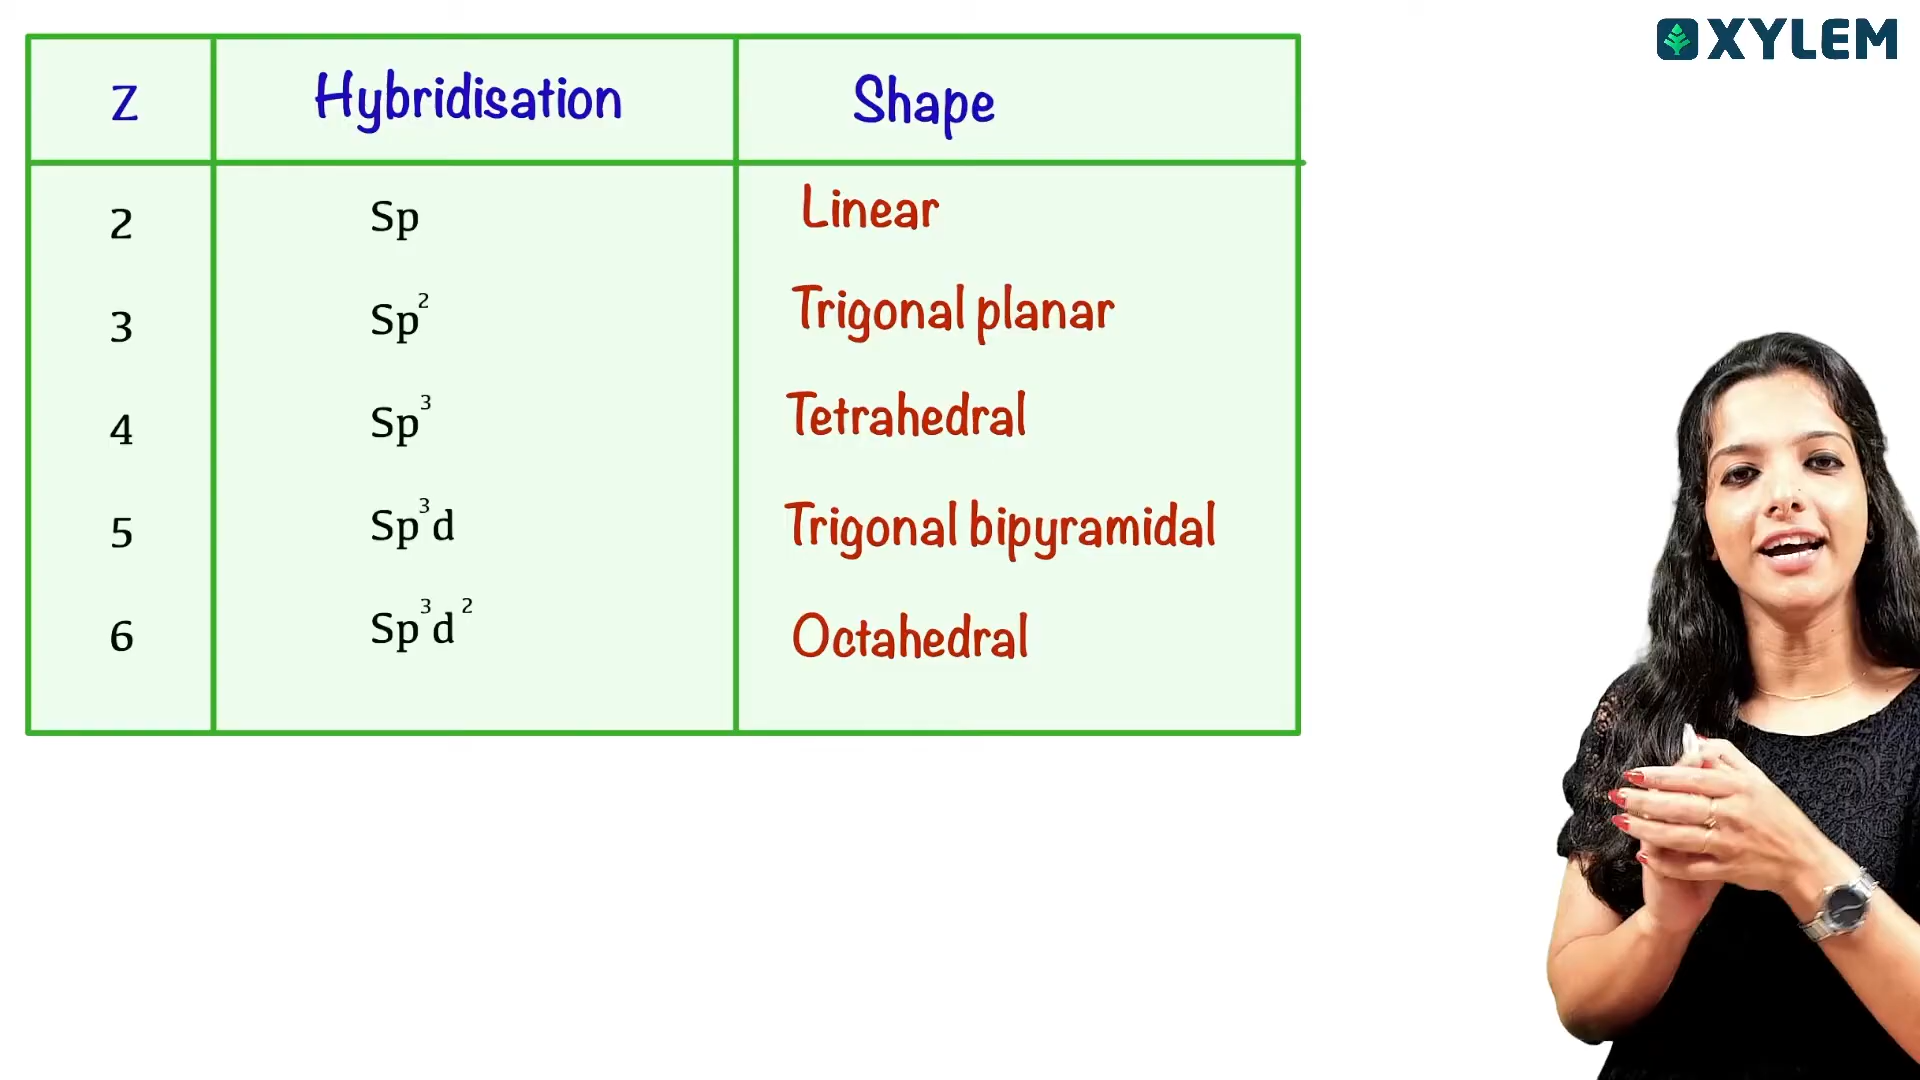 XYLEM
Z Hybridisation Shape
2 Sp Linear
3 Sp² Trigonal planar
4 Sp³ Tetrahedral
5 Sp³d Trigonal bipyramidal
6 Sp³d² Octahedral